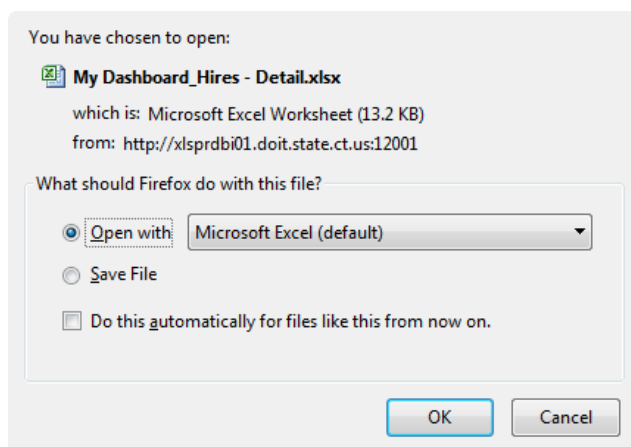 You have chosen to open:
My Dashboard_Hires - Detail.xlsx
which is: Microsoft Excel Worksheet (13.2 KB)
from: http://xlsprdbi01.doit.state.ct.us:12001
What should Firefox do with this file?
Open with Microsoft Excel (default)
Save File
Do this automatically for files like this from now on.
OK Cancel